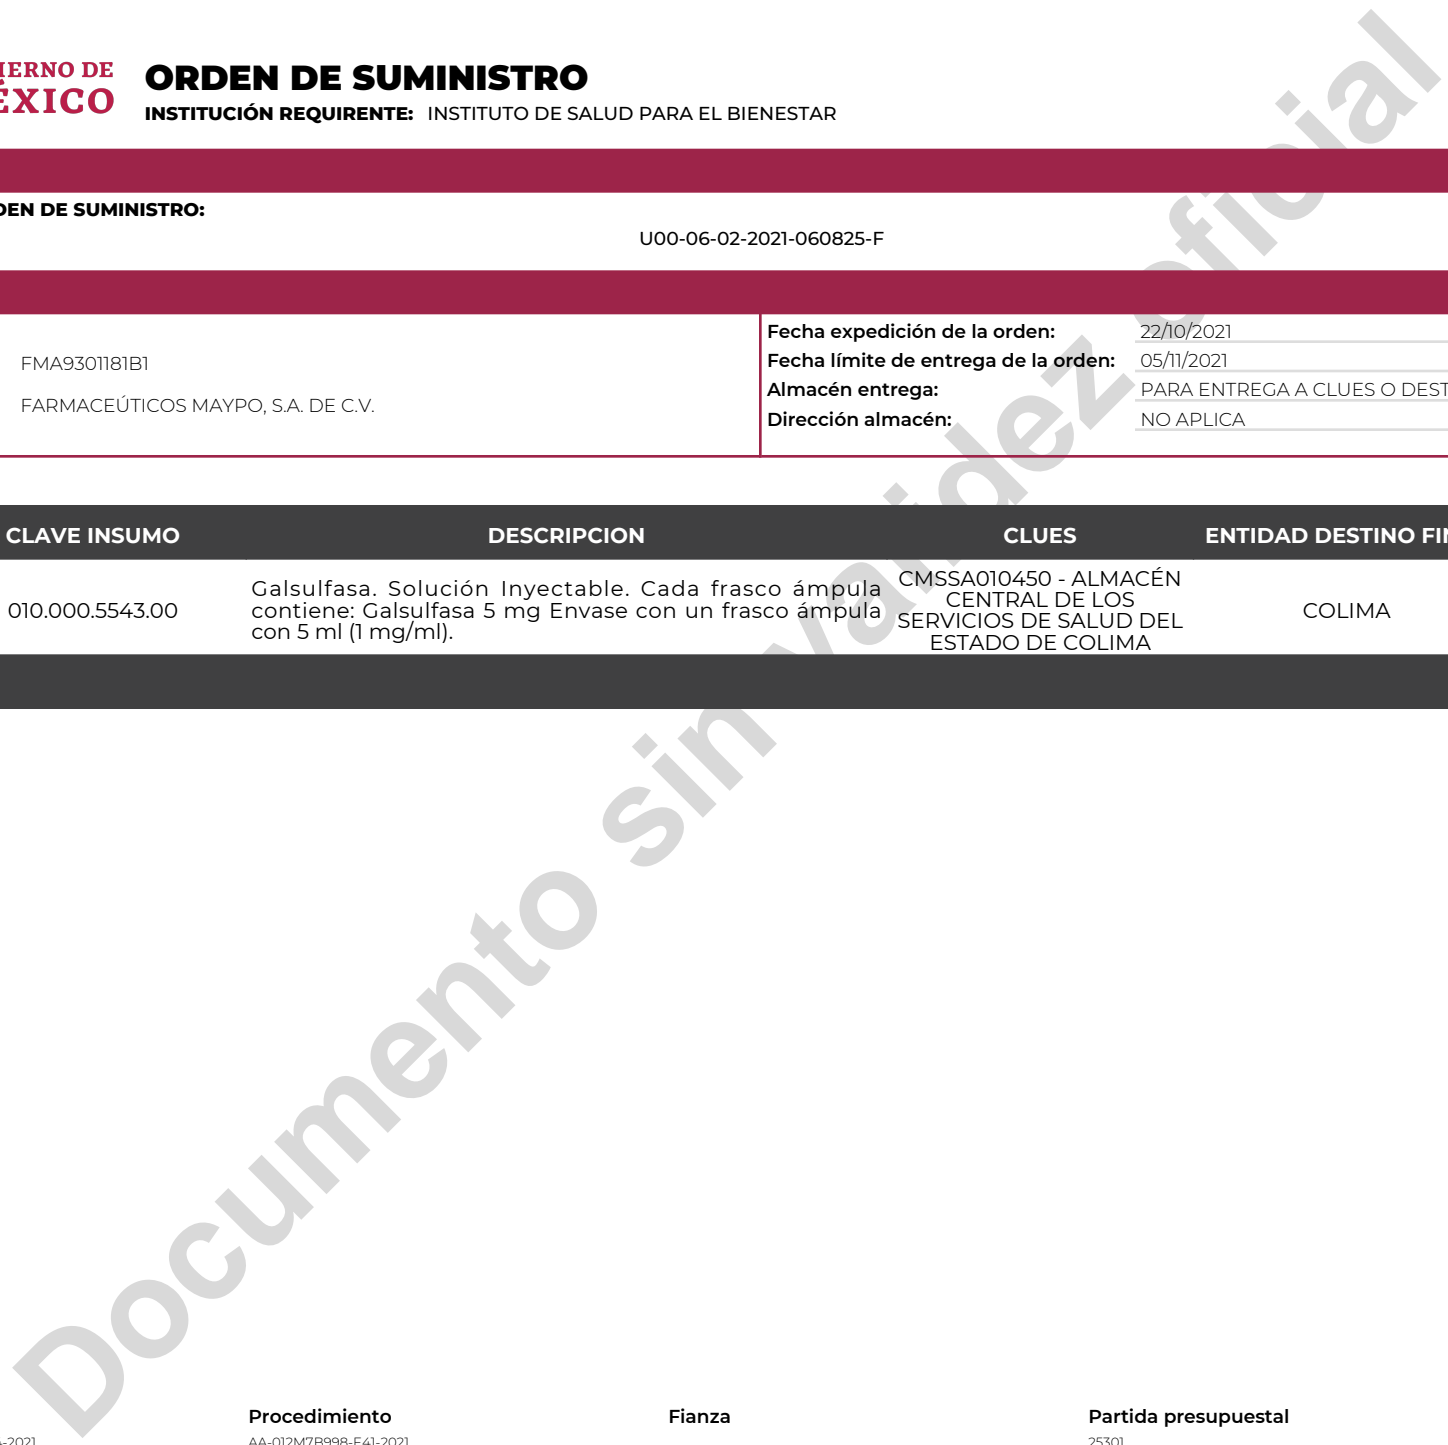 IERNO DE
ÉXICO
ORDEN DE SUMINISTRO
INSTITUCIÓN REQUIRENTE: INSTITUTO DE SALUD PARA EL BIENESTAR
DEN DE SUMINISTRO:
U00-06-02-2021-060825-F
FMA9301181B1
FARMACEÚTICOS MAYPO, S.A. DE C.V.
Fecha expedición de la orden: 22/10/2021
Fecha límite de entrega de la orden: 05/11/2021
Almacén entrega: PARA ENTREGA A CLUES O DEST
Dirección almacén: NO APLICA
CLAVE INSUMO DESCRIPCION CLUES ENTIDAD DESTINO FIN
010.000.5543.00
Galsulfasa. Solución Inyectable. Cada frasco ámpula
contiene: Galsulfasa 5 mg Envase con un frasco ámpula
con 5 ml (1 mg/ml).
CMSSA010450 - ALMACÉN
CENTRAL DE LOS
SERVICIOS DE SALUD DEL
ESTADO DE COLIMA
COLIMA
Documento sin validez oficial
Procedimiento Fianza Partida presupuestal
-2021 AA-012M7B998-E41-2021 25301